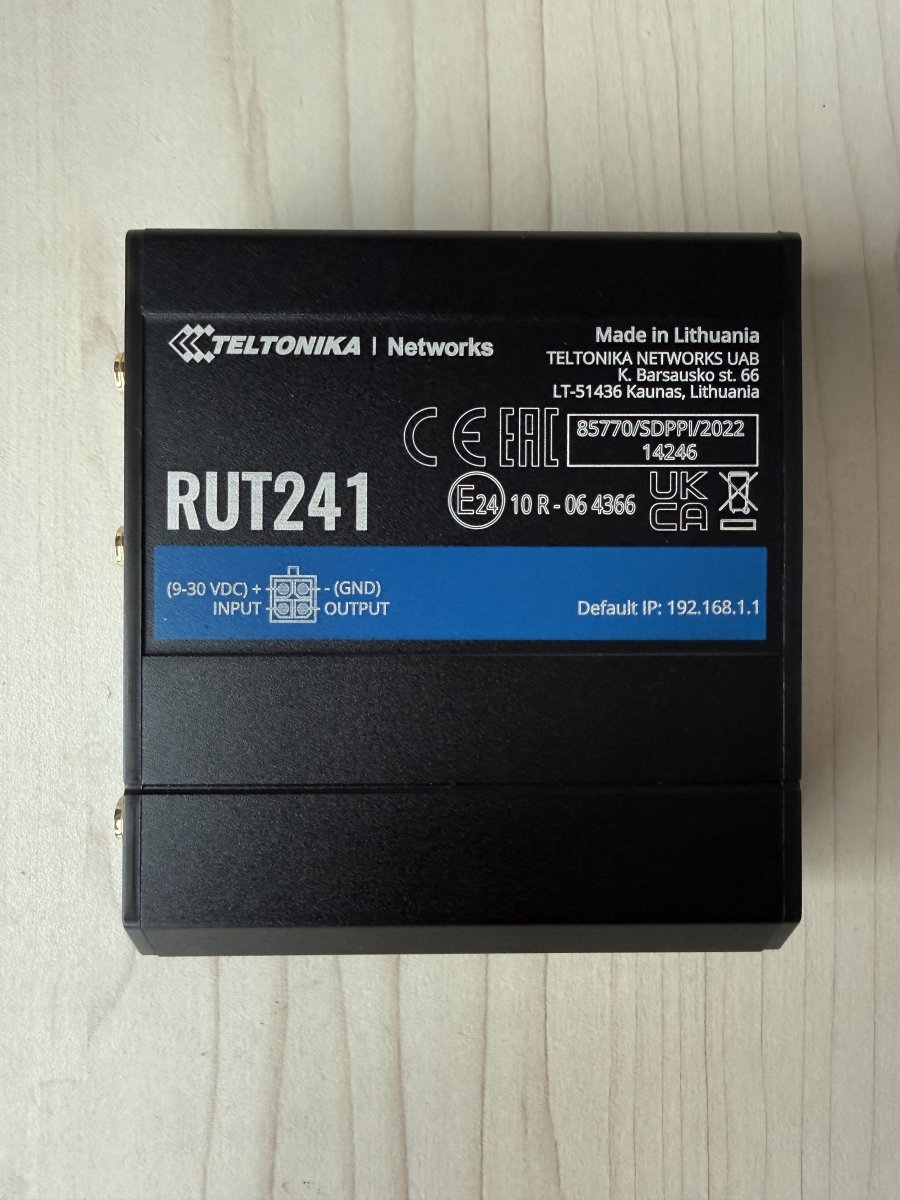 TELTONIKA | Networks
Made in Lithuania
TELTONIKA NETWORKS UAB
K. Barsausko st. 66
LT-51436 Kaunas, Lithuania
CE EAC 85770/SDPPI/2022
14246
RUT241
E24 10 R - 06 4366 UK
CA
(9-30 VDC) + - (GND)
INPUT OUTPUT
Default IP: 192.168.1.1